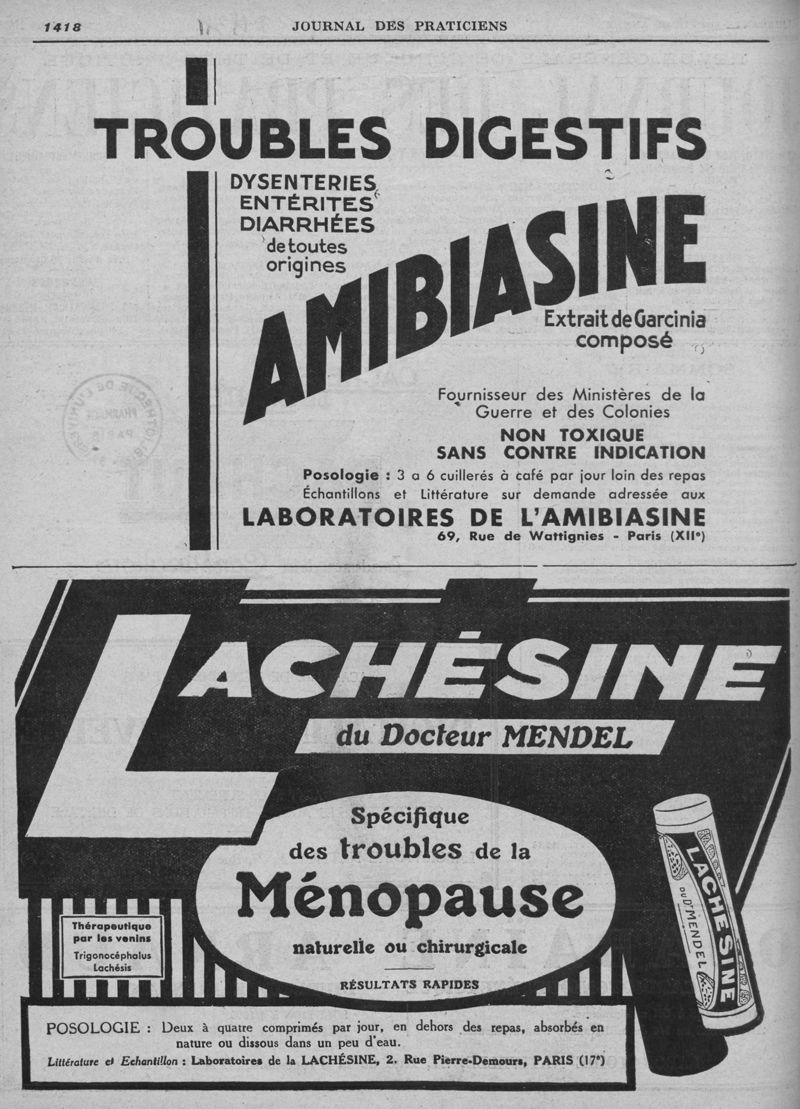 1418
JOURNAL DES PRATICIENS
TROUBLES DIGESTIFS
DYSENTERIES
ENTÉRITES
DIARRHÉES
de toutes
origines
AMIBIASINE
Extrait de Garcinia
composé
Fournisseur des Ministères de la
Guerre et des Colonies
NON TOXIQUE
SANS CONTRE INDICATION
Posologie : 3 a 6 cuillerés à café par jour loin des repas
Échantillons et Littérature sur demande adressée aux
LABORATOIRES DE L'AMIBIASINE
69, Rue de Wattignies - Paris (XIIe)
LACHÉSINE
du Docteur MENDEL
Spécifique
des troubles de la
Ménopause
naturelle ou chirurgicale
RÉSULTATS RAPIDES
Thérapeutique
par les venins
Trigonocéphalus
Lachésis
LACHÉSINE
DU Dr MENDEL
POSOLOGIE : Deux à quatre comprimés par jour, en dehors des repas, absorbés en
nature ou dissous dans un peu d'eau.
Littérature et Echantillon : Laboratoires de la LACHÉSINE, 2. Rue Pierre-Demours, PARIS (17e)